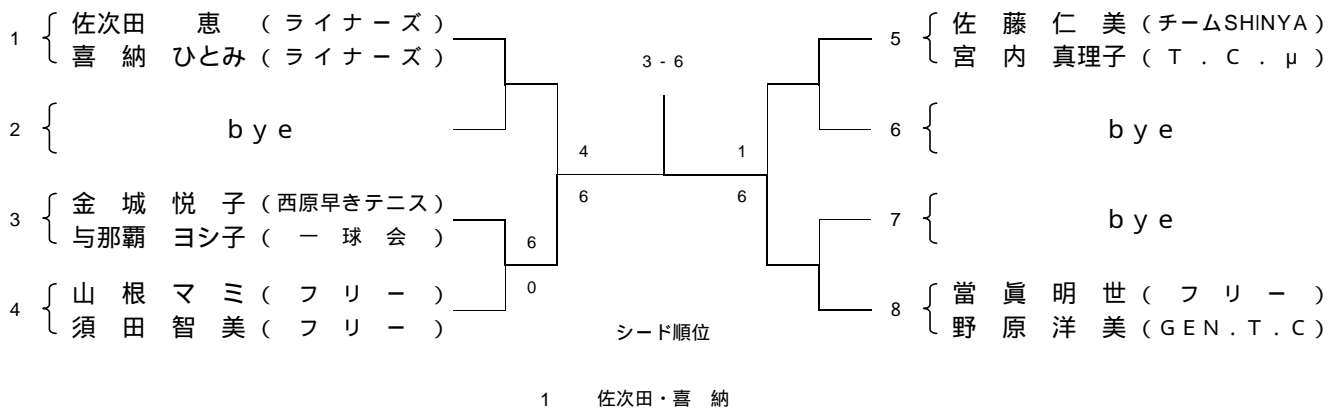 1 佐次田 恵 (ライナーズ)
喜 納 ひとみ (ライナーズ)
2 bye
3 金 城 悦 子 (西原早きテニス)
与那覇 ヨシ子 (一 球 会)
4 山 根 マ ミ (フ リ ー)
須 田 智 美 (フ リ ー)
4
6
6
0
3 - 6
1
6
5 佐 藤 仁 美 (チームSHINYA)
宮 内 真理子 (T.C.μ)
6 bye
7 bye
8 當 眞 明 世 (フ リ ー)
野 原 洋 美 (GEN.T.C)
シード順位
1 佐次田・喜 納